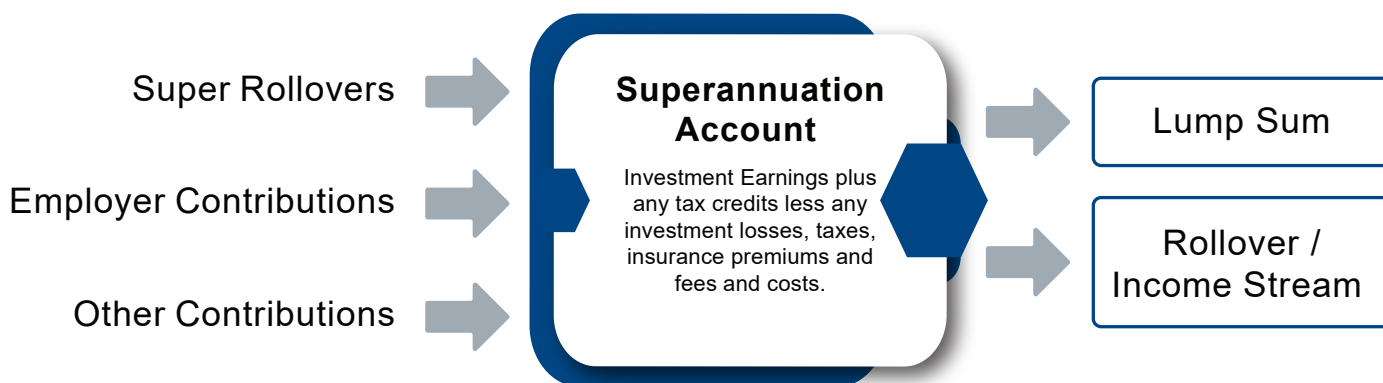 Super Rollovers
Employer Contributions
Other Contributions
Superannuation
Account
Investment Earnings plus
any tax credits less any
investment losses, taxes,
insurance premiums and
fees and costs.
Lump Sum
Rollover /
Income Stream